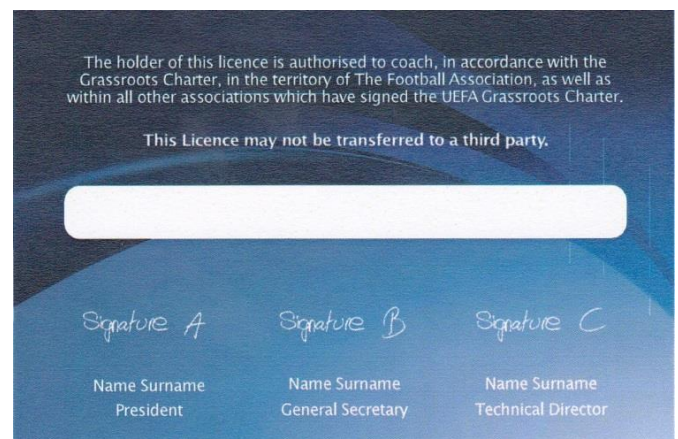 The holder of this licence is authorised to coach, in accordance with the
Grassroots Charter, in the territory of The Football Association, as well as
within all other associations which have signed the UEFA Grassroots Charter.
This Licence may not be transferred to a third party.
Signature A Signature B Signature C
Name Surname Name Surname Name Surname
President General Secretary Technical Director